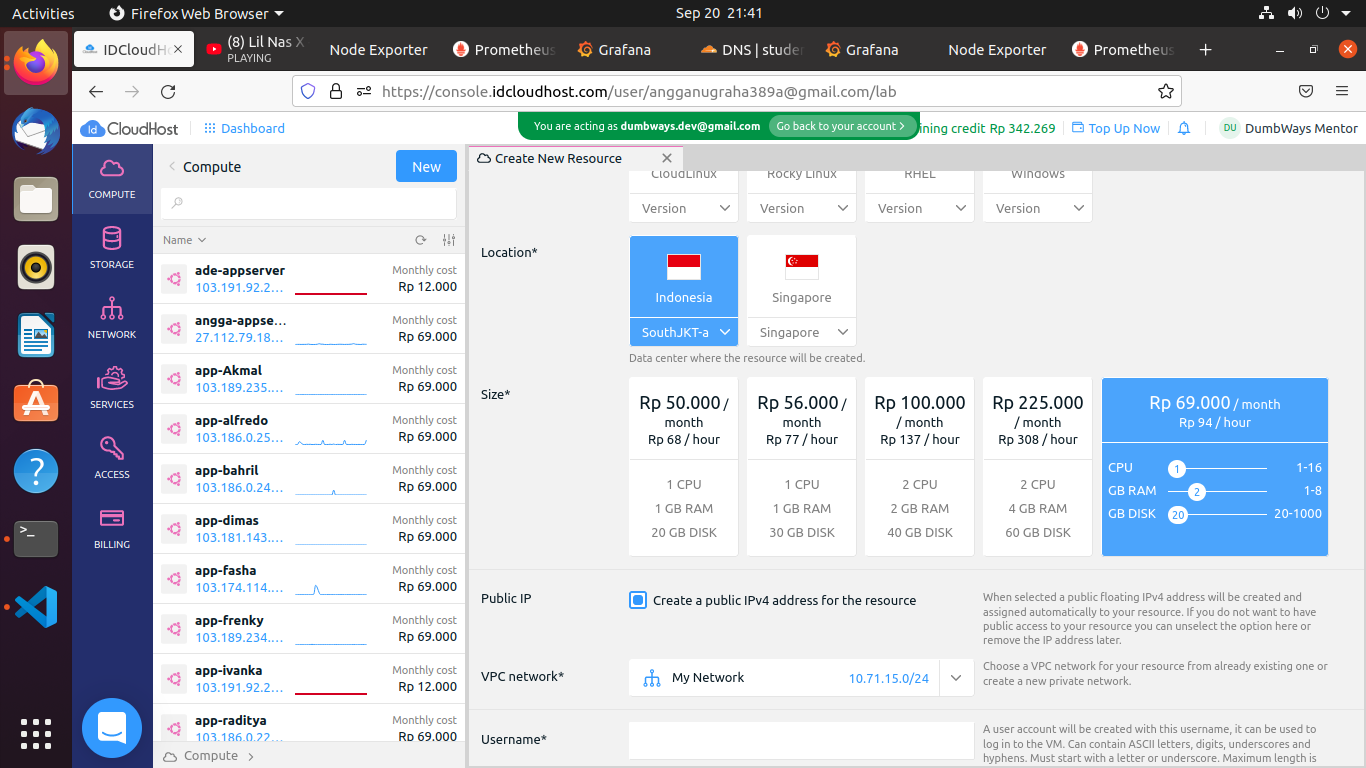 Activities
Firefox Web Browser
Sep 20 21:41
IDCloudH
(8) Lil Nas X
PLAYING
Node Exporter
Prometheus
Grafana
DNS | stude
Grafana
Node Exporter
Prometheus
https://console.idcloudhost.com/user/angganugraha389a@gmail.com/lab
Id CloudHost
Dashboard
You are acting as dumbways.dev@gmail.com
Go back to your account
ining credit Rp 342.269
Top Up Now
DU
DumbWays Mentor
COMPUTE
STORAGE
NETWORK
SERVICES
ACCESS
BILLING
Compute
New
Name
ade-appserver
Monthly cost
103.191.92.2...
Rp 12.000
angga-appse...
Monthly cost
27.112.79.18...
Rp 69.000
app-Akmal
Monthly cost
103.189.235....
Rp 69.000
app-alfredo
Monthly cost
103.186.0.25...
Rp 69.000
app-bahril
Monthly cost
103.186.0.24...
Rp 69.000
app-dimas
Monthly cost
103.181.143....
Rp 69.000
app-fasha
Monthly cost
103.174.114....
Rp 69.000
app-frenky
Monthly cost
103.189.234....
Rp 69.000
app-ivanka
Monthly cost
103.191.92.2...
Rp 12.000
app-raditya
Monthly cost
103.186.0.22...
Rp 69.000
Compute
Create New Resource
CloudLinux
Rocky Linux
RHEL
Windows
Version
Version
Version
Version
Location*
Indonesia
Singapore
SouthJKT-a
Singapore
Data center where the resource will be created.
Size*
Rp 50.000 /
month
Rp 68 / hour
1 CPU
1 GB RAM
20 GB DISK
Rp 56.000 /
month
Rp 77 / hour
1 CPU
1 GB RAM
30 GB DISK
Rp 100.000
/ month
Rp 137 / hour
2 CPU
2 GB RAM
40 GB DISK
Rp 225.000
/ month
Rp 308 / hour
2 CPU
4 GB RAM
60 GB DISK
Rp 69.000 / month
Rp 94 / hour
CPU 1 1-16
GB RAM 2 1-8
GB DISK 20 20-1000
Public IP
Create a public IPv4 address for the resource
When selected a public floating IPv4 address will be created and
assigned automatically to your resource. If you do not want to have
public access to your resource you can unselect the option here or
remove the IP address later.
VPC network*
My Network
10.71.15.0/24
Choose a VPC network for your resource from already existing one or
create a new private network.
Username*
A user account will be created with this username, it can be used to
log in to the VM. Can contain ASCII letters, digits, underscores and
hyphens. Must start with a letter or underscore. Maximum length is